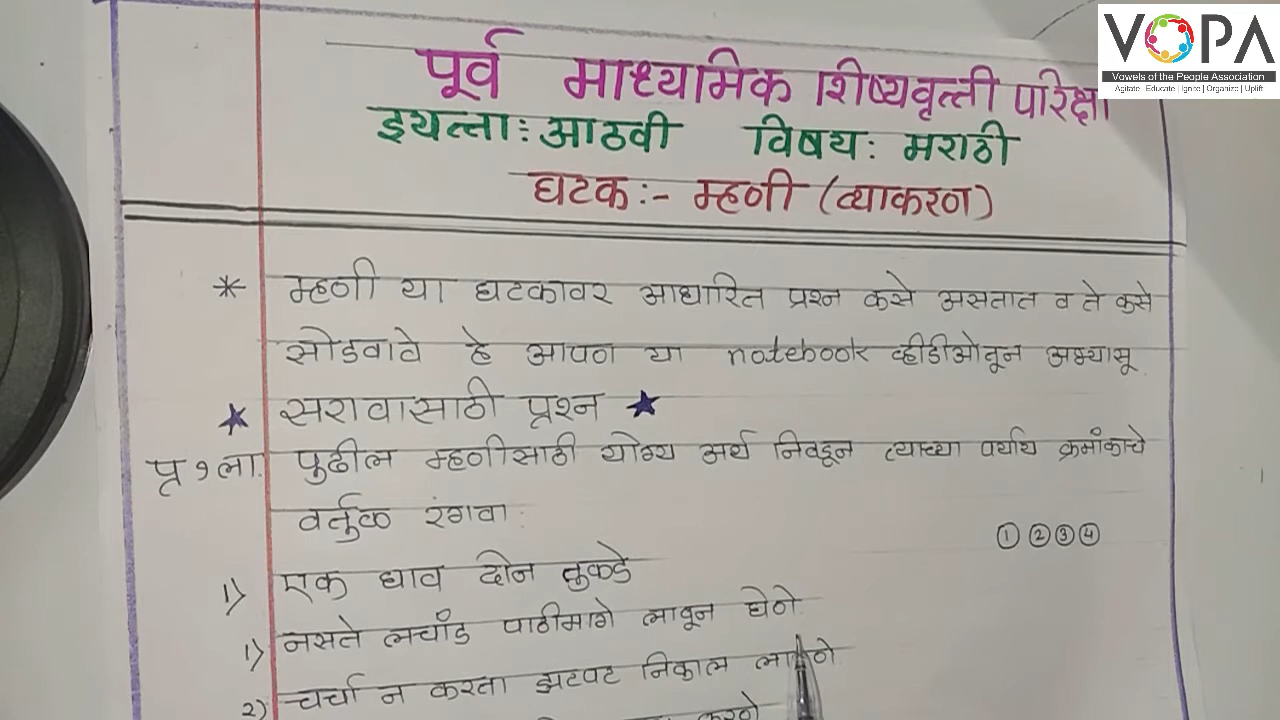 VOPA
Vowels of the People Association
Agitate | Educate | Ignite | Organize | Uplift
पूर्व माध्यमिक शिष्यवृत्ती परिक्षा
इयत्ता: आठवी विषय: मराठी
घटक:- म्हणी (व्याकरण)
* म्हणी या घटकावर आधारित प्रश्न कसे असतात व ते कसे
सोडवावे हे आपण या notebook व्हीडीओतून अभ्यासू
★ सरावासाठी प्रश्न ★
प्र १ला. पुढील म्हणीसाठी योग्य अर्थ निवडून त्याच्या पर्याय क्रमांकाचे
वर्तुळ रंगवा.
① ② ③ ④
1) एक घाव दोन तुकडे
1) नसते लचांड पाठीमागे लावून घेणे
2) चर्चा न करता झटपट निकाल लावणे
करणे